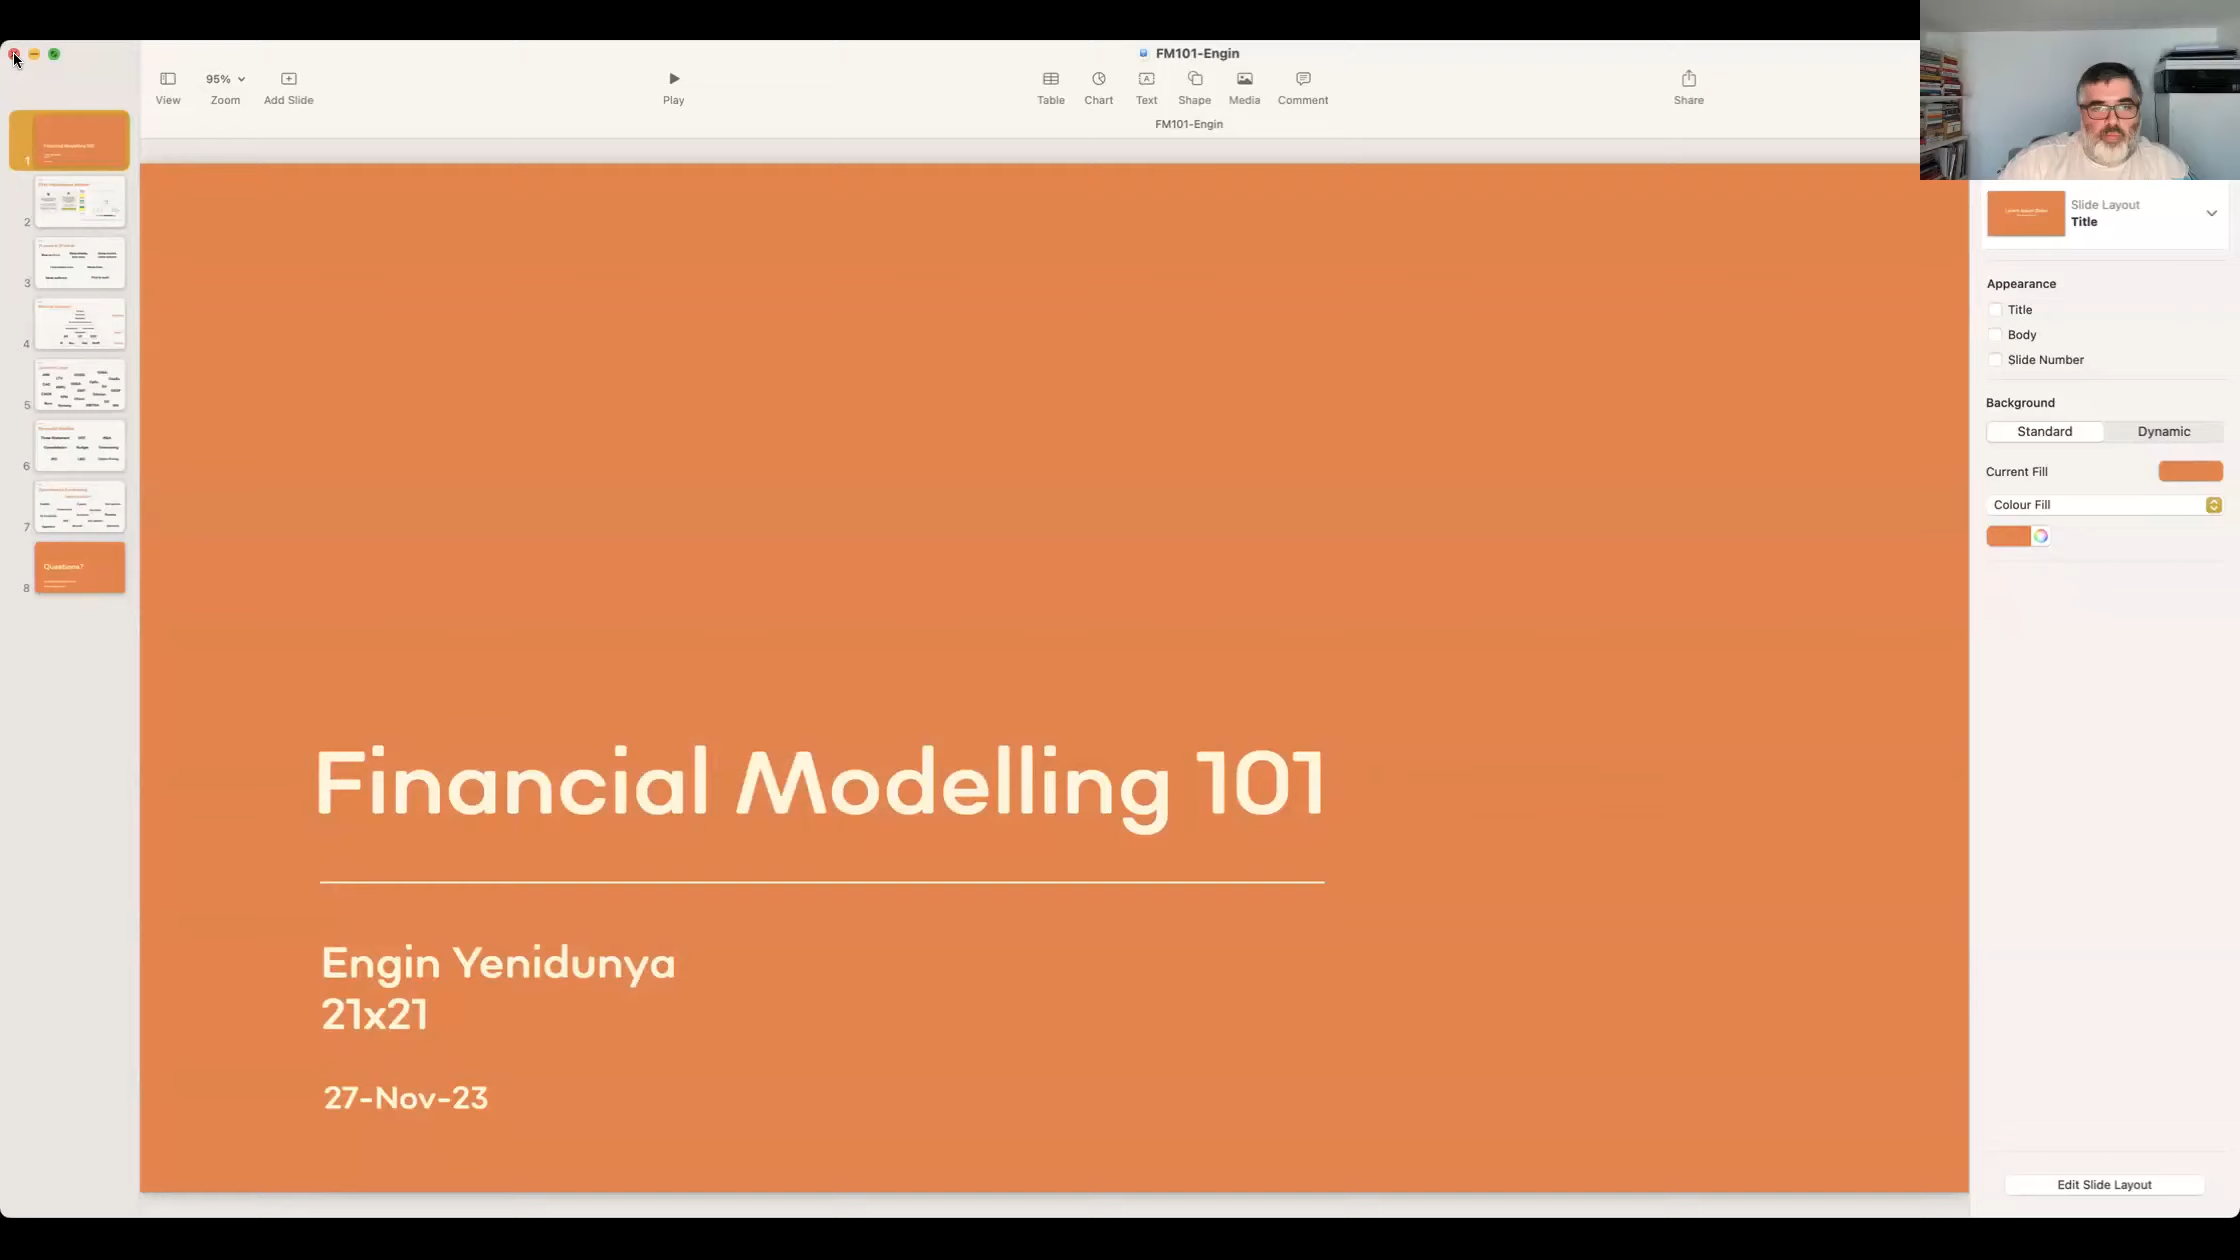 FM101-Engin
View
95%
Zoom
Add Slide
Play
Table
Chart
Text
Shape
Media
Comment
Share
FM101-Engin
1
2
3
4
5
6
7
Questions?
8
Financial Modelling 101
Engin Yenidunya
21x21
27-Nov-23
Slide Layout
Title
Appearance
Title
Body
Slide Number
Background
Standard
Dynamic
Current Fill
Colour Fill
Edit Slide Layout